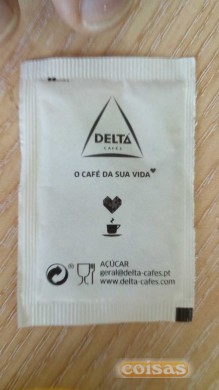 DELTA
CAFÉS
O CAFÉ DA SUA VIDA
AÇÚCAR
geral@delta-cafes.pt
www.delta-cafes.com
coisas